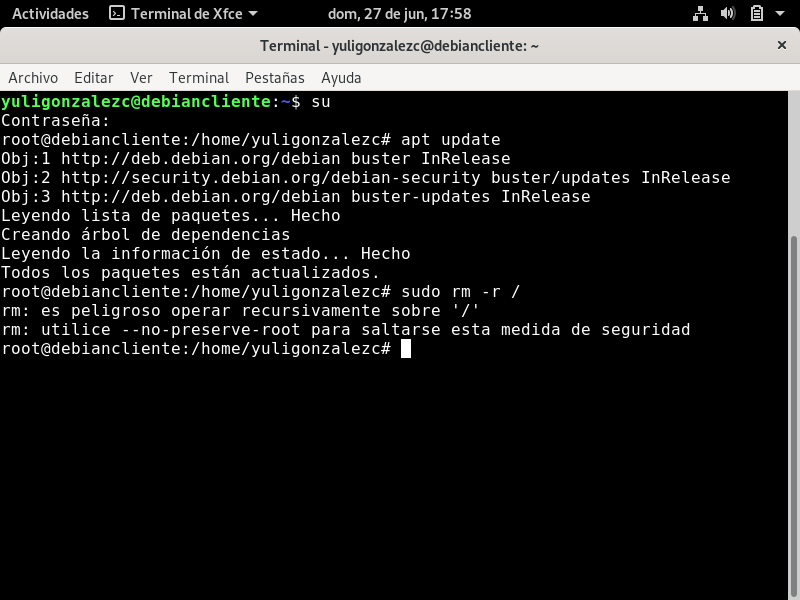 Actividades Terminal de Xfce dom, 27 de jun, 17:58
Terminal - yuligonzalezc@debiancliente: ~
Archivo Editar Ver Terminal Pestañas Ayuda
yuligonzalezc@debiancliente:~$ su
Contraseña:
root@debiancliente:/home/yuligonzalezc# apt update
Obj:1 http://deb.debian.org/debian buster InRelease
Obj:2 http://security.debian.org/debian-security buster/updates InRelease
Obj:3 http://deb.debian.org/debian buster-updates InRelease
Leyendo lista de paquetes... Hecho
Creando árbol de dependencias
Leyendo la información de estado... Hecho
Todos los paquetes están actualizados.
root@debiancliente:/home/yuligonzalezc# sudo rm -r /
rm: es peligroso operar recursivamente sobre '/'
rm: utilice --no-preserve-root para saltarse esta medida de seguridad
root@debiancliente:/home/yuligonzalezc#